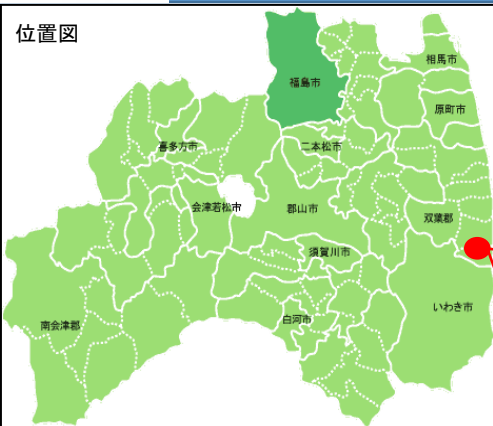 位置図
福島市
相馬市
原町市
喜多方市
二本松市
会津若松市
郡山市
双葉郡
須賀川市
いわき市
白河市
南会津郡